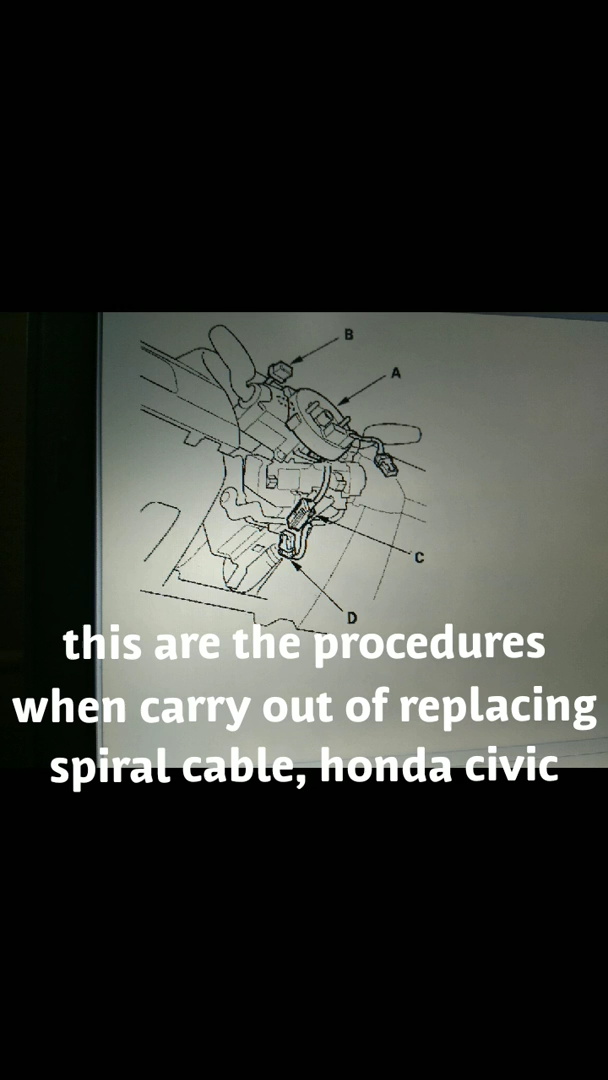 B
A
C
D
this are the procedures
when carry out of replacing
spiral cable, honda civic